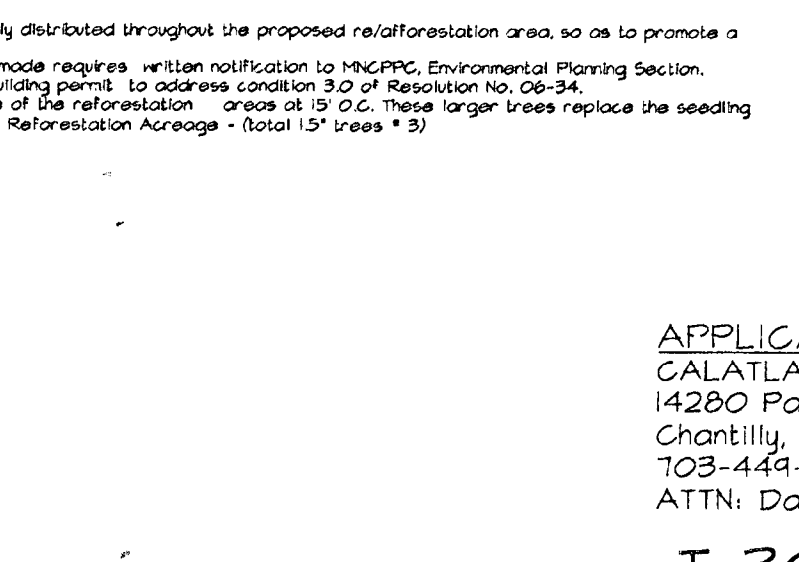 ly distributed throughout the proposed re/afforestation area, so as to promote a
made requires written notification to MNCPPC, Environmental Planning Section.
uilding permit to address condition 3.0 of Resolution No. 06-34.
e of the reforestation areas at 15' O.C. These larger trees replace the seedling
Reforestation Acreage - (total 1.5" trees * 3)
APPLICA
CALATLA
14280 Pa
Chantilly,
703-449-
ATTN: Da